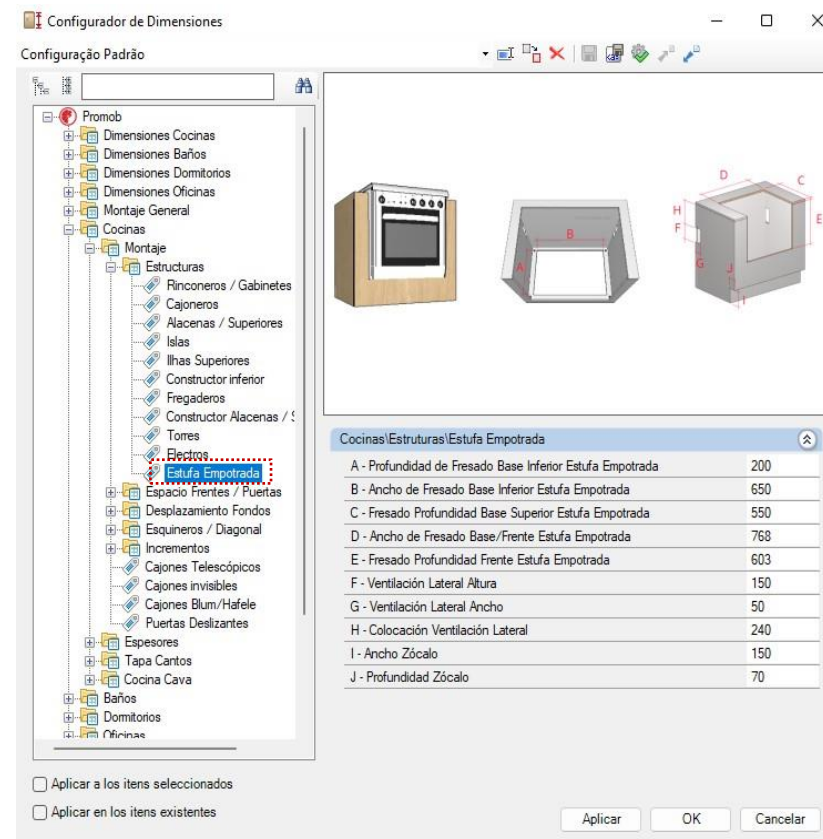 Configurador de Dimensiones
Configuração Padrão
Promob
Dimensiones Cocinas
Dimensiones Baños
Dimensiones Dormitorios
Dimensiones Oficinas
Montaje General
Cocinas
Montaje
Estructuras
Rinconeros / Gabinetes
Cajoneros
Alacenas / Superiores
Islas
Ilhas Superiores
Constructor inferior
Fregaderos
Constructor Alacenas / S
Torres
Electros
Estufa Empotrada
Espacio Frentes / Puertas
Desplazamiento Fondos
Esquineros / Diagonal
Incrementos
Cajones Telescópicos
Cajones invisibles
Cajones Blum/Hafele
Puertas Deslizantes
Espesores
Tapa Cantos
Cocina Cava
Baños
Dormitorios
Oficinas
A
B
D
C
H
F
E
G
J
I
Cocinas\Estruturas\Estufa Empotrada
A - Profundidad de Fresado Base Inferior Estufa Empotrada 200
B - Ancho de Fresado Base Inferior Estufa Empotrada 650
C - Fresado Profundidad Base Superior Estufa Empotrada 550
D - Ancho de Fresado Base/Frente Estufa Empotrada 768
E - Fresado Profundidad Frente Estufa Empotrada 603
F - Ventilación Lateral Altura 150
G - Ventilación Lateral Ancho 50
H - Colocación Ventilación Lateral 240
I - Ancho Zócalo 150
J - Profundidad Zócalo 70
Aplicar a los itens seleccionados
Aplicar en los itens existentes
Aplicar OK Cancelar